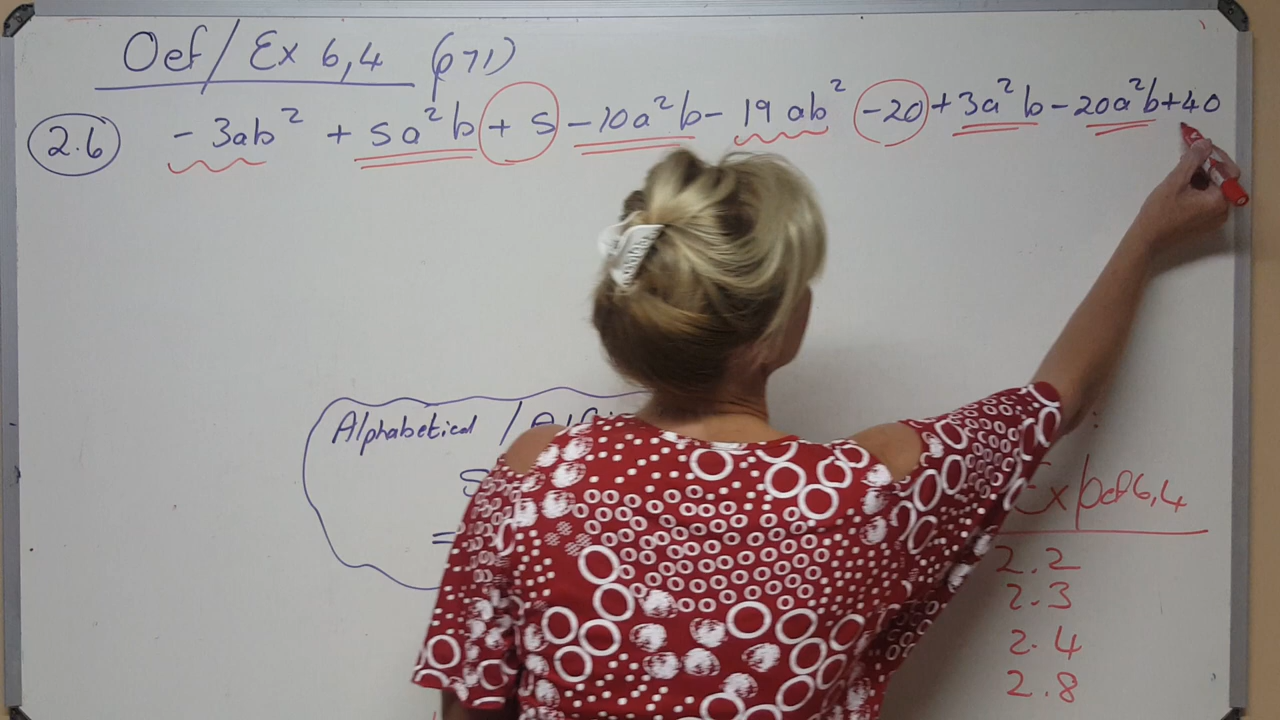 Oef/Ex 6,4 (p71)
2.6 -3ab² + 5a²b + 5 - 10a²b - 19ab² - 20 + 3a²b - 20a²b + 40
Alphabetical /
=
Ex/Oef 6,4
2.2
2.3
2.4
2.8